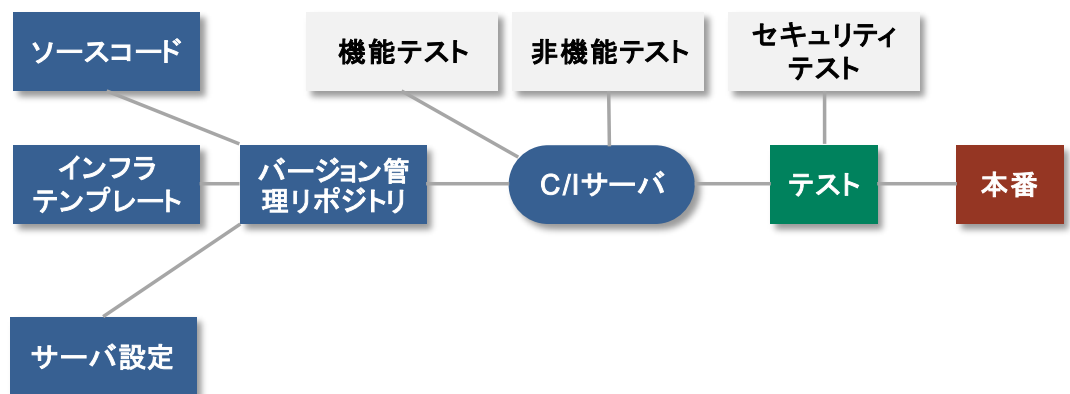 ソースコード
機能テスト
非機能テスト
セキュリティ
テスト
インフラ
テンプレート
バージョン管
理リポジトリ
C/Iサーバ
テスト
本番
サーバ設定